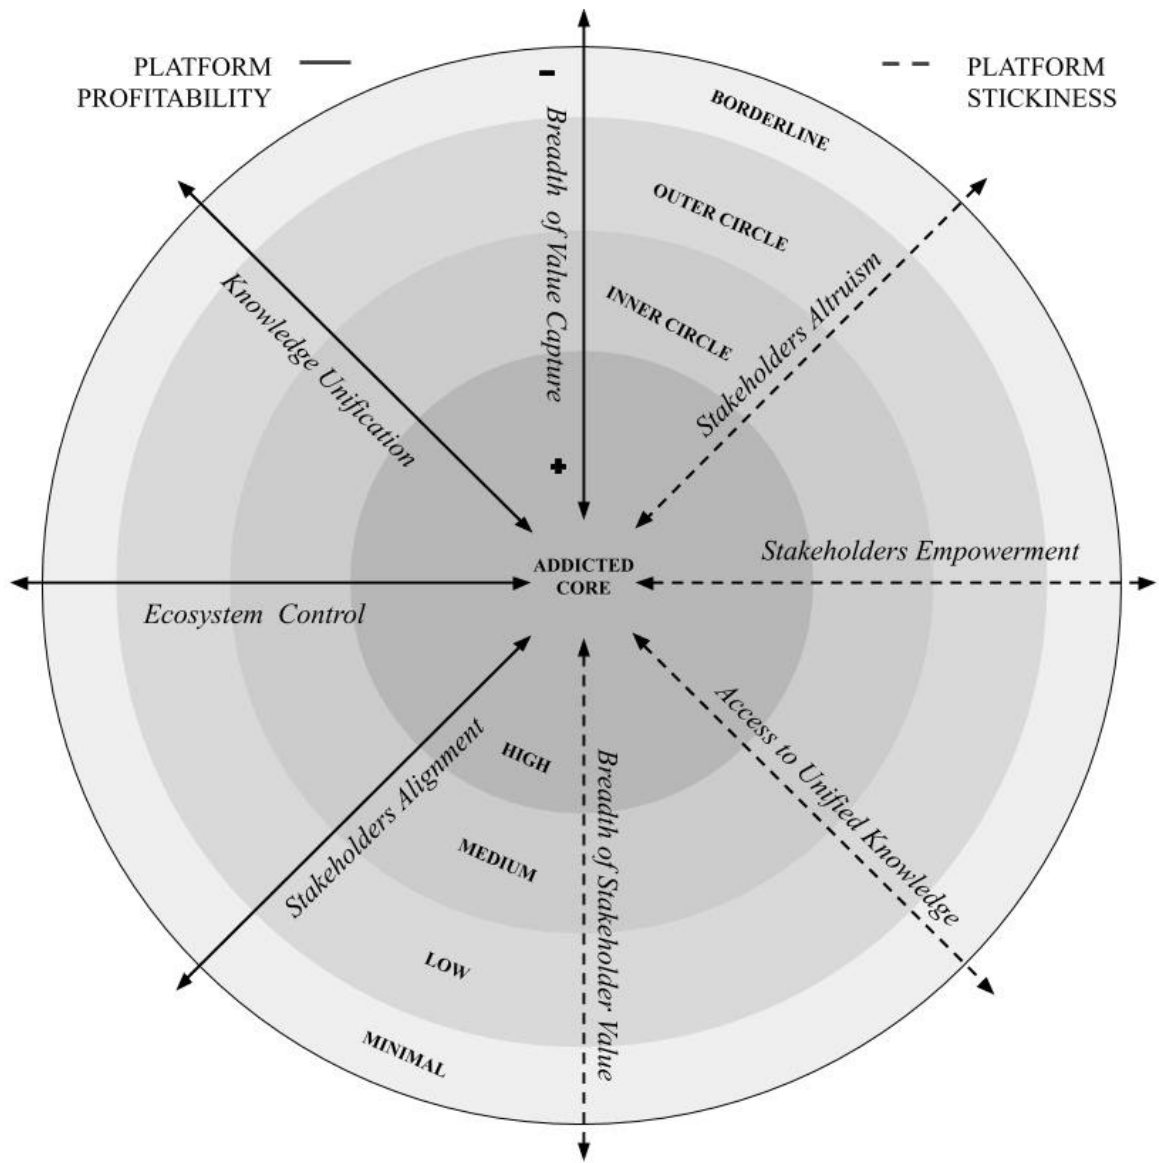 PLATFORM
PROFITABILITY
PLATFORM
STICKINESS
-
BORDERLINE
Breadth of Value Capture
OUTER CIRCLE
Stakeholders Altruism
Knowledge Unification
INNER CIRCLE
+
ADDICTED
CORE
Stakeholders Empowerment
Ecosystem Control
Access to Unified Knowledge
Stakeholders Alignment
HIGH
Breadth of Stakeholder Value
MEDIUM
LOW
MINIMAL